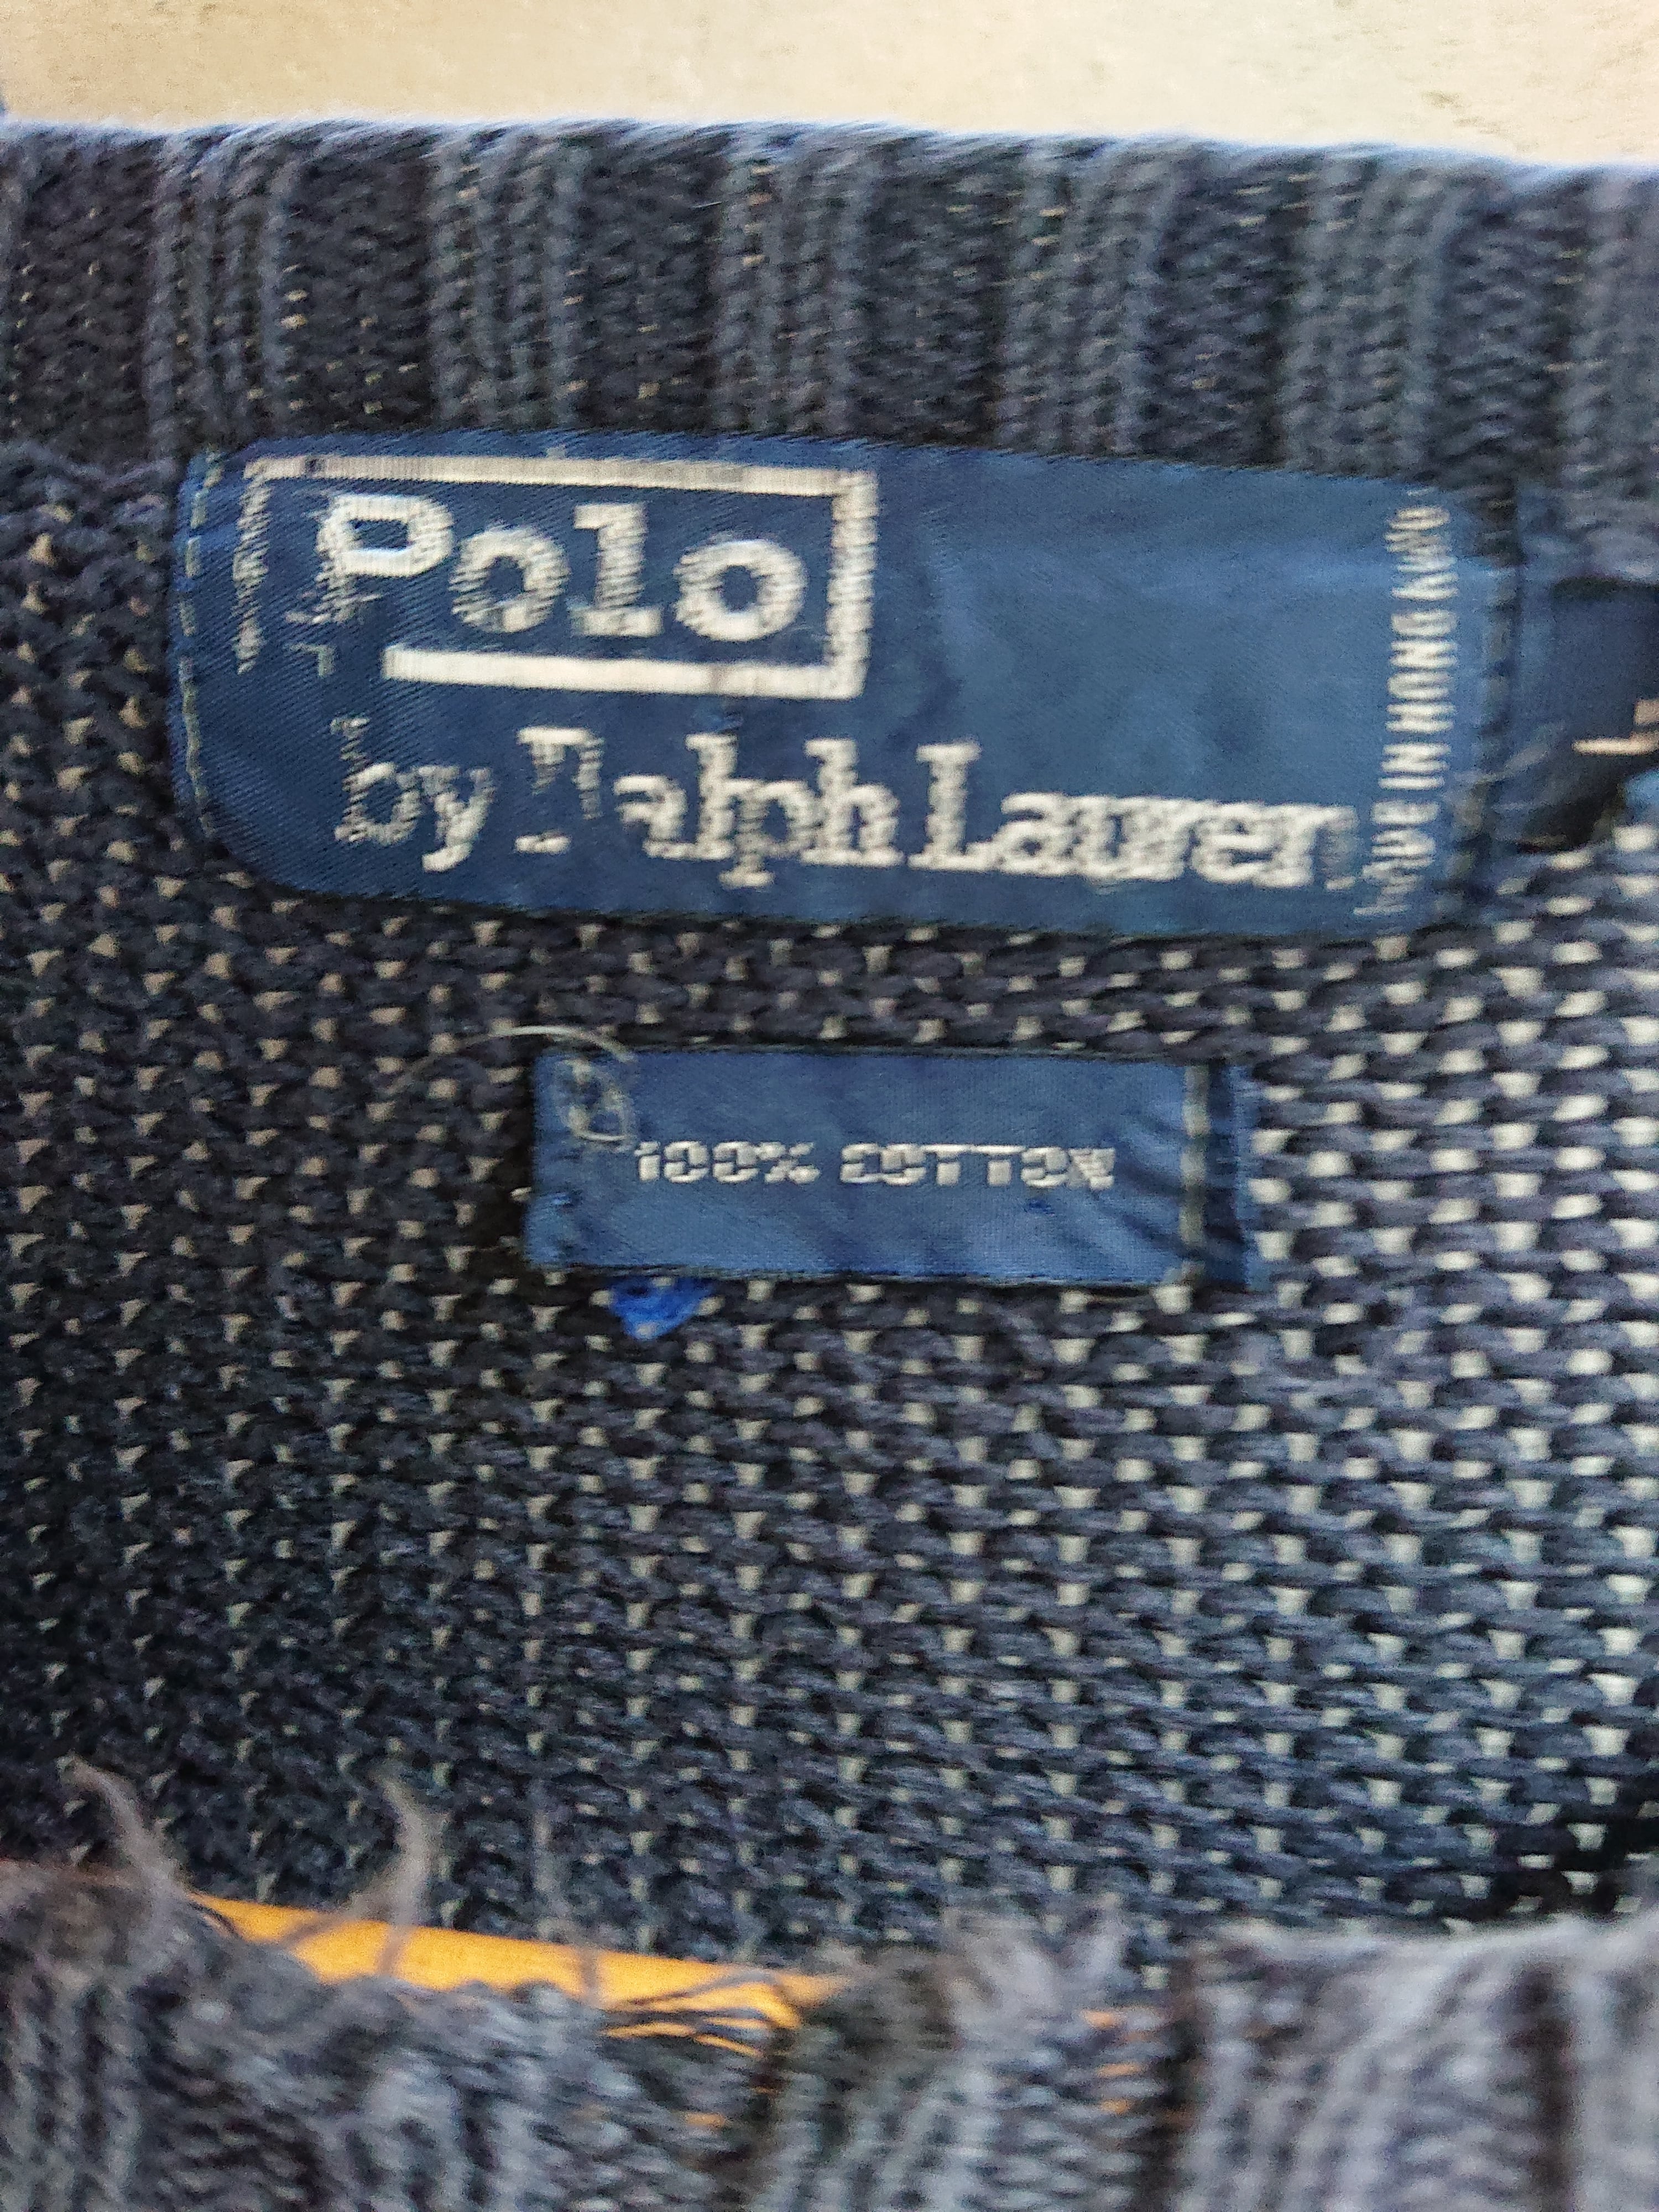 Polo
by Ralph Lauren
MADE IN HONG KONG
100% COTTON